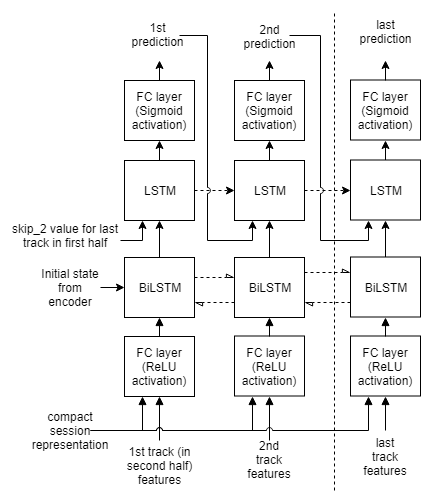 1st
prediction
2nd
prediction
last
prediction
FC layer
(Sigmoid
activation)
FC layer
(Sigmoid
activation)
FC layer
(Sigmoid
activation)
LSTM
LSTM
LSTM
skip_2 value for last
track in first half
Initial state
from
encoder
BiLSTM
BiLSTM
BiLSTM
FC layer
(ReLU
activation)
FC layer
(ReLU
activation)
FC layer
(ReLU
activation)
compact
session
representation
1st track (in
second half)
features
2nd
track
features
last
track
features